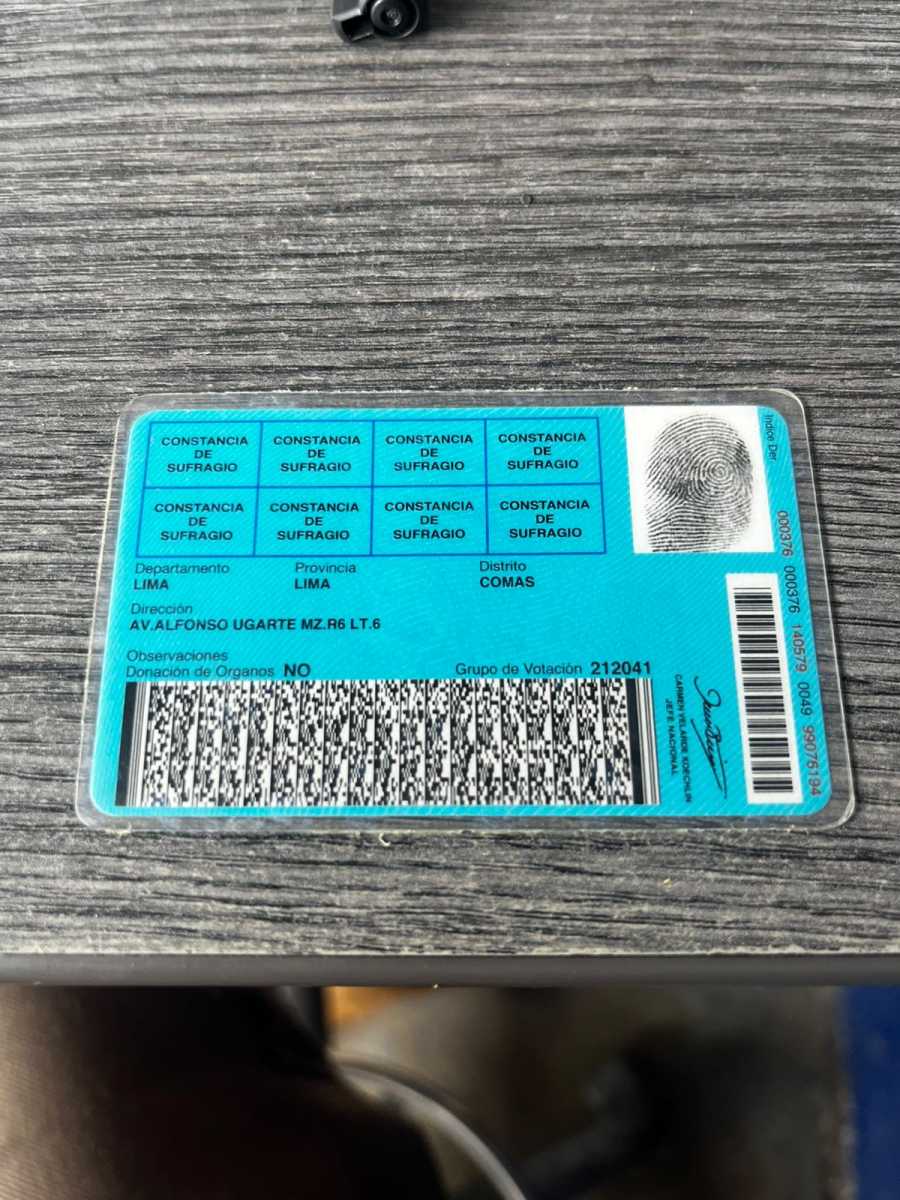 CONSTANCIA DE SUFRAGIO
CONSTANCIA DE SUFRAGIO
CONSTANCIA DE SUFRAGIO
CONSTANCIA DE SUFRAGIO
CONSTANCIA DE SUFRAGIO
CONSTANCIA DE SUFRAGIO
CONSTANCIA DE SUFRAGIO
CONSTANCIA DE SUFRAGIO
Departamento Provincia Distrito
LIMA LIMA COMAS
Dirección
AV.ALFONSO UGARTE MZ.R6 LT.6
Observaciones
Donación de Organos NO Grupo de Votación 212041
CARMEN VELARDE KOECHLIN
JEFE NACIONAL
Indice Der
000376 000376 140579 0049 99076194